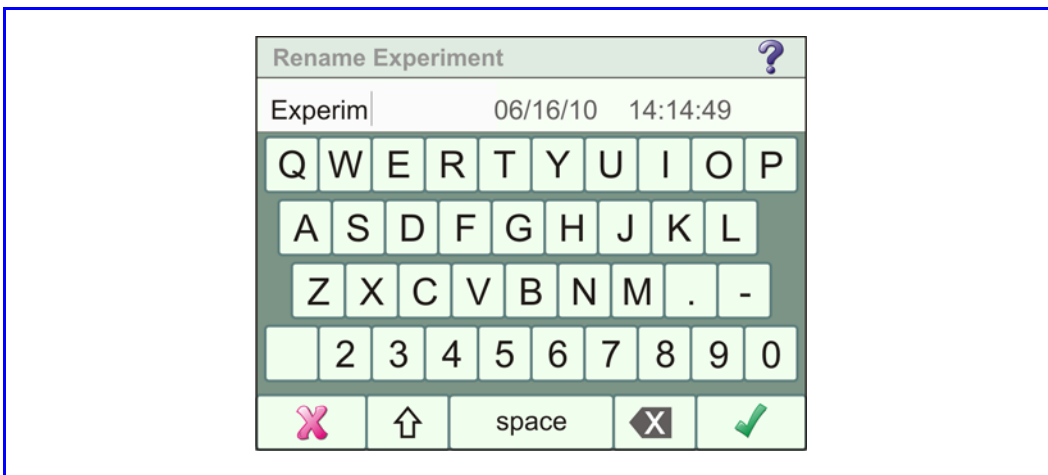 Rename Experiment ?
Experim 06/16/10 14:14:49
Q W E R T Y U I O P
A S D F G H J K L
Z X C V B N M . -
2 3 4 5 6 7 8 9 0
X space X